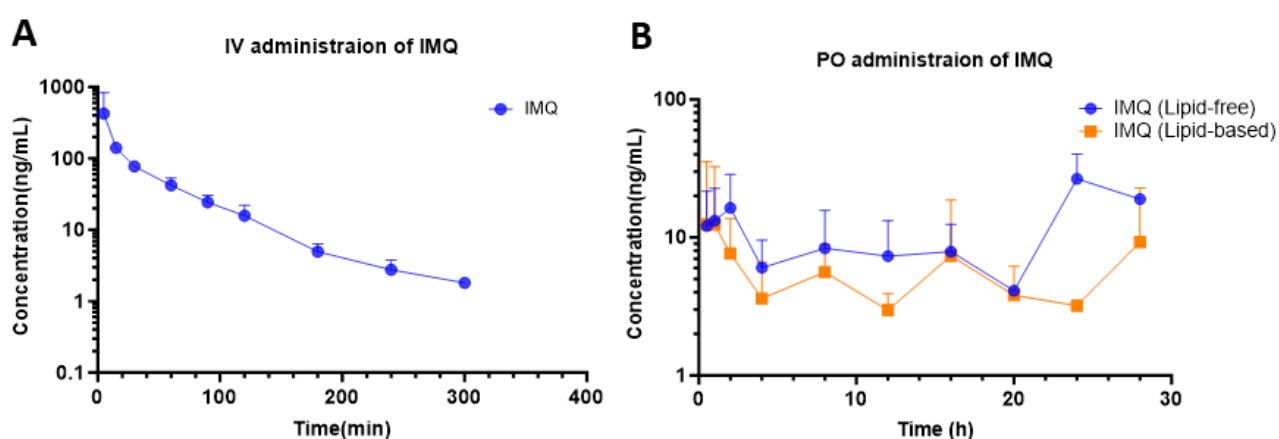 A
IV administraion of IMQ
Concentration(ng/mL)
1000
100
10
1
0.1
0
100
200
300
400
Time(min)
IMQ
B
PO administraion of IMQ
Concentration(ng/mL)
100
10
1
0
10
20
30
Time (h)
IMQ (Lipid-free)
IMQ (Lipid-based)